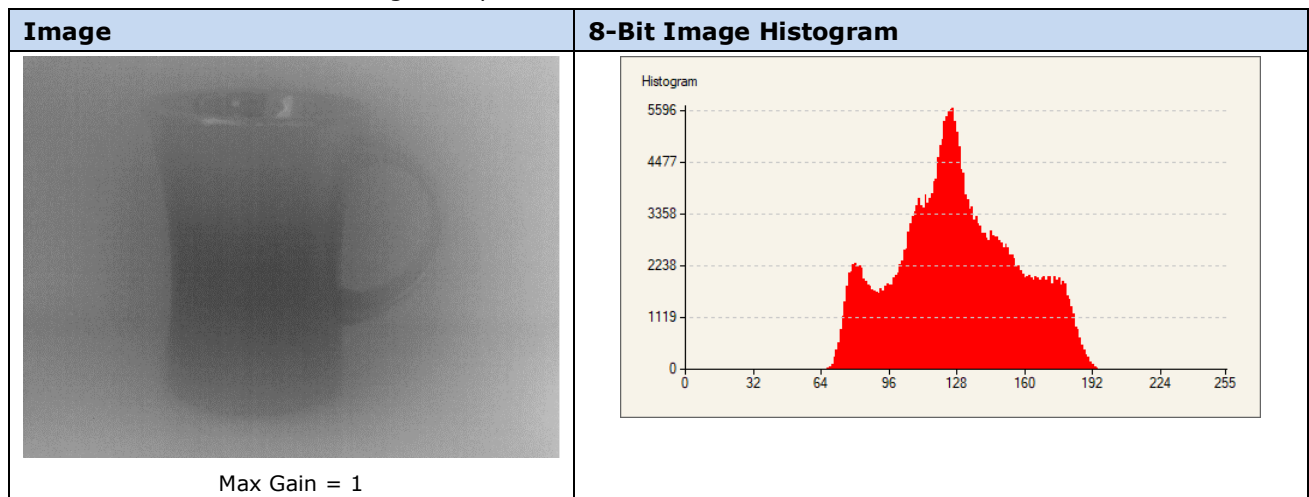 Image
8-Bit Image Histogram
Histogram
5596
4477
3358
2238
1119
0
0 32 64 96 128 160 192 224 255
Max Gain = 1